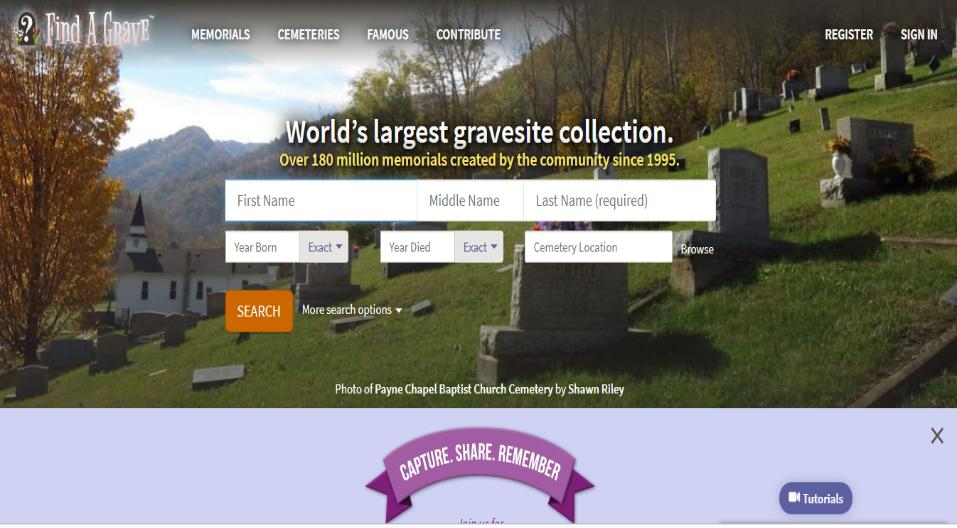 ? Find A Grave™
MEMORIALS CEMETERIES FAMOUS CONTRIBUTE REGISTER SIGN IN
World's largest gravesite collection.
Over 180 million memorials created by the community since 1995.
First Name Middle Name Last Name (required)
Year Born Exact Year Died Exact Cemetery Location Browse
SEARCH More search options
Photo of Payne Chapel Baptist Church Cemetery by Shawn Riley
X
CAPTURE. SHARE. REMEMBER
Tutorials
Join us for